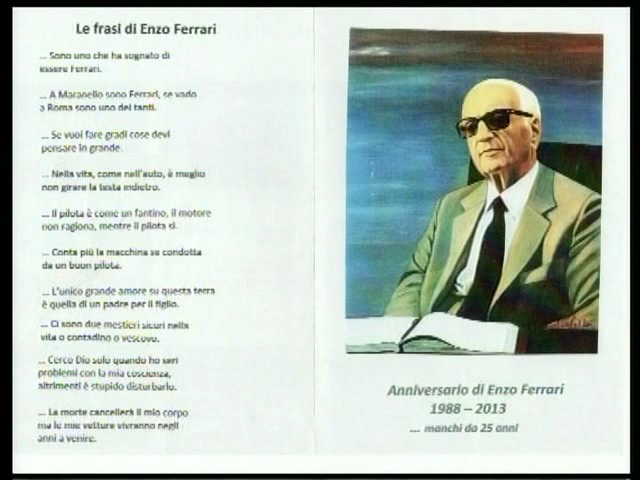 Le frasi di Enzo Ferrari
... Sono uno che ha sognato di
essere Ferrari.
... A Maranello sono Ferrari, se vado
a Roma sono uno dei tanti.
... Se vuoi fare gradi cose devi
pensare in grande.
... Nella vita, come nell'auto, è meglio
non girare la testa indietro.
... Il pilota è come un fantino, il motore
non ragiona, mentre il pilota si.
... Conta più la macchina se condotta
da un buon pilota.
... L'unico grande amore su questa terra
è quella di un padre per il figlio.
... Ci sono due mestieri sicuri nella
vita o contadino o vescovo.
... Cerco Dio solo quando ho seri
problemi con la mia coscienza,
altrimenti è stupido disturbarlo.
... La morte cancellerà il mio corpo
ma le mie vetture vivranno negli
anni a venire.
Anniversario di Enzo Ferrari
1988 – 2013
... manchi da 25 anni